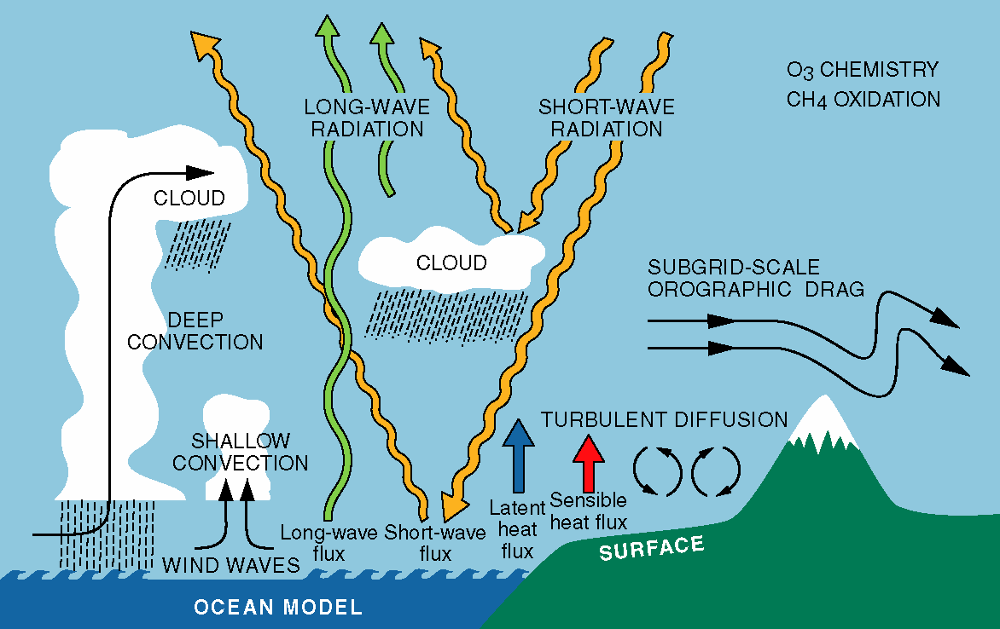 O3 CHEMISTRY
CH4 OXIDATION
LONG-WAVE
RADIATION
SHORT-WAVE
RADIATION
CLOUD
CLOUD
SUBGRID-SCALE
OROGRAPHIC DRAG
DEEP
CONVECTION
TURBULENT DIFFUSION
SHALLOW
CONVECTION
Long-wave
flux
Short-wave
flux
Latent
heat
flux
Sensible
heat flux
WIND WAVES
SURFACE
OCEAN MODEL